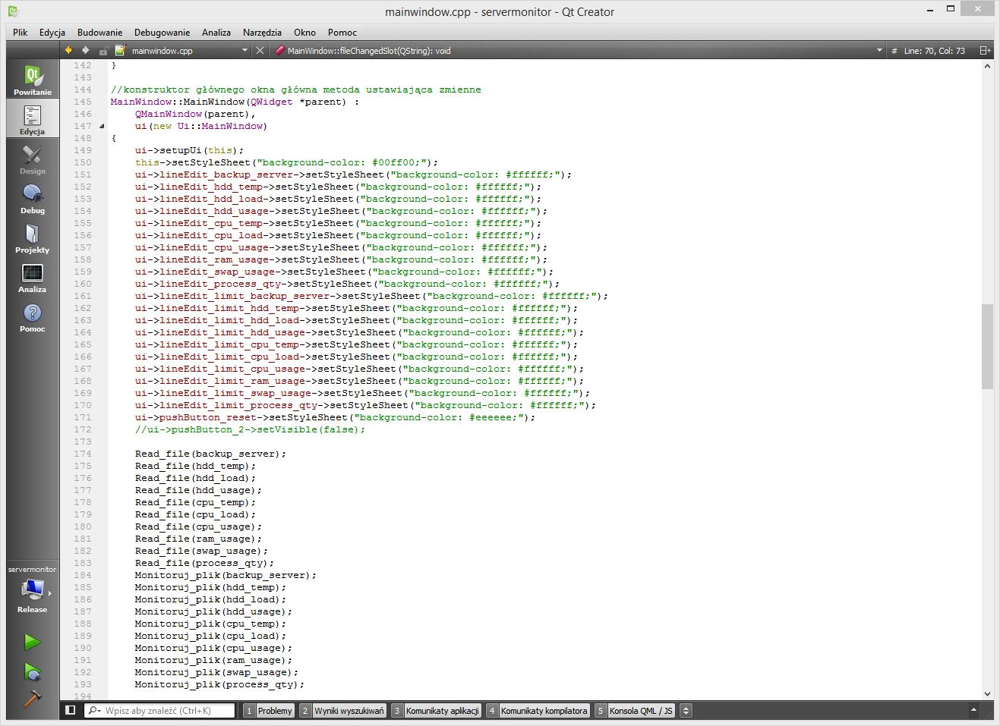 mainwindow.cpp - servermonitor - Qt Creator
Plik Edycja Budowanie Debugowanie Analiza Narzędzia Okno Pomoc
mainwindow.cpp MainWindow::fileChangedSlot(QString): void # Line: 70, Col: 73
Powitanie
Edycja
Design
Debug
Projekty
Analiza
Pomoc
servermonitor
Release
142 }
143
144 //konstruktor głównego okna główna metoda ustawiająca zmienne
145 MainWindow::MainWindow(QWidget *parent) :
146     QMainWindow(parent),
147     ui(new Ui::MainWindow)
148 {
149     ui->setupUi(this);
150     this->setStyleSheet("background-color: #00ff00;");
151     ui->lineEdit_backup_server->setStyleSheet("background-color: #ffffff;");
152     ui->lineEdit_hdd_temp->setStyleSheet("background-color: #ffffff;");
153     ui->lineEdit_hdd_load->setStyleSheet("background-color: #ffffff;");
154     ui->lineEdit_hdd_usage->setStyleSheet("background-color: #ffffff;");
155     ui->lineEdit_cpu_temp->setStyleSheet("background-color: #ffffff;");
156     ui->lineEdit_cpu_load->setStyleSheet("background-color: #ffffff;");
157     ui->lineEdit_cpu_usage->setStyleSheet("background-color: #ffffff;");
158     ui->lineEdit_ram_usage->setStyleSheet("background-color: #ffffff;");
159     ui->lineEdit_swap_usage->setStyleSheet("background-color: #ffffff;");
160     ui->lineEdit_process_qty->setStyleSheet("background-color: #ffffff;");
161     ui->lineEdit_limit_backup_server->setStyleSheet("background-color: #ffffff;");
162     ui->lineEdit_limit_hdd_temp->setStyleSheet("background-color: #ffffff;");
163     ui->lineEdit_limit_hdd_load->setStyleSheet("background-color: #ffffff;");
164     ui->lineEdit_limit_hdd_usage->setStyleSheet("background-color: #ffffff;");
165     ui->lineEdit_limit_cpu_temp->setStyleSheet("background-color: #ffffff;");
166     ui->lineEdit_limit_cpu_load->setStyleSheet("background-color: #ffffff;");
167     ui->lineEdit_limit_cpu_usage->setStyleSheet("background-color: #ffffff;");
168     ui->lineEdit_limit_ram_usage->setStyleSheet("background-color: #ffffff;");
169     ui->lineEdit_limit_swap_usage->setStyleSheet("background-color: #ffffff;");
170     ui->lineEdit_limit_process_qty->setStyleSheet("background-color: #ffffff;");
171     ui->pushButton_reset->setStyleSheet("background-color: #eeeeee;");
172     //ui->pushButton_2->setVisible(false);
173
174     Read_file(backup_server);
175     Read_file(hdd_temp);
176     Read_file(hdd_load);
177     Read_file(hdd_usage);
178     Read_file(cpu_temp);
179     Read_file(cpu_load);
180     Read_file(cpu_usage);
181     Read_file(ram_usage);
182     Read_file(swap_usage);
183     Read_file(process_qty);
184     Monitoruj_plik(backup_server);
185     Monitoruj_plik(hdd_temp);
186     Monitoruj_plik(hdd_load);
187     Monitoruj_plik(hdd_usage);
188     Monitoruj_plik(cpu_temp);
189     Monitoruj_plik(cpu_load);
190     Monitoruj_plik(cpu_usage);
191     Monitoruj_plik(ram_usage);
192     Monitoruj_plik(swap_usage);
193     Monitoruj_plik(process_qty);
194
Wpisz aby znaleźć (Ctrl+K) 1 Problemy 2 Wyniki wyszukiwań 3 Komunikaty aplikacji 4 Komunikaty kompilatora 5 Konsola QML / JS